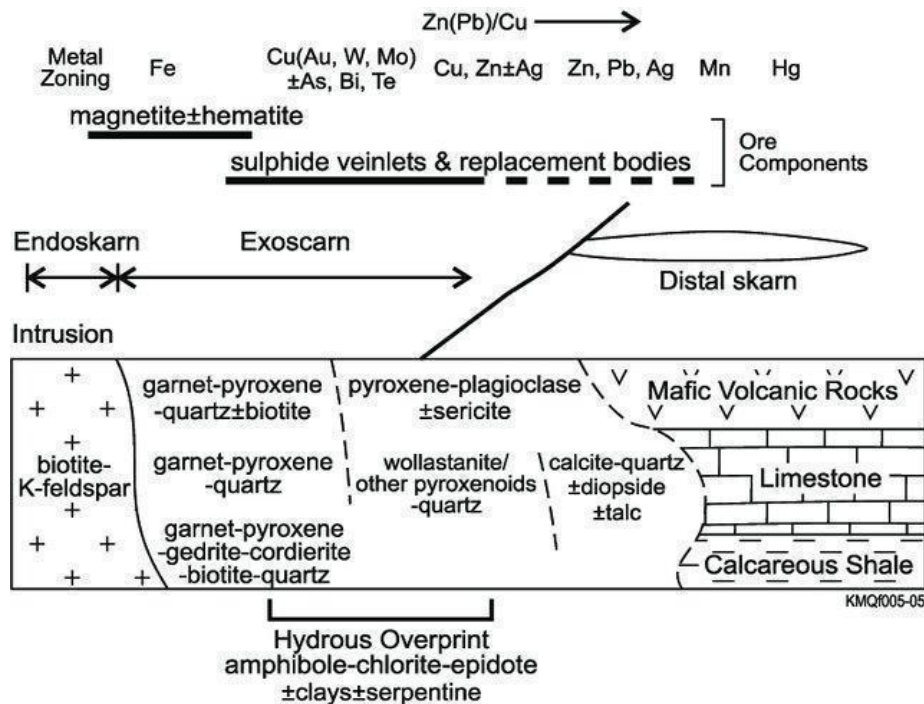 Zn(Pb)/Cu
Metal
Zoning
Fe
Cu(Au, W, Mo)
±As, Bi, Te
Cu, Zn±Ag
Zn, Pb, Ag
Mn
Hg
magnetite±hematite
sulphide veinlets & replacement bodies
Ore
Components
Endoskarn
Exoscarn
Distal skarn
Intrusion
garnet-pyroxene
-quartz±biotite
pyroxene-plagioclase
±sericite
Mafic Volcanic Rocks
biotite-
K-feldspar
garnet-pyroxene
-quartz
wollastanite/
other pyroxenoids
-quartz
calcite-quartz
±diopside
±talc
Limestone
garnet-pyroxene
-gedrite-cordierite
-biotite-quartz
Calcareous Shale
KMQf005-05
Hydrous Overprint
amphibole-chlorite-epidote
±clays±serpentine